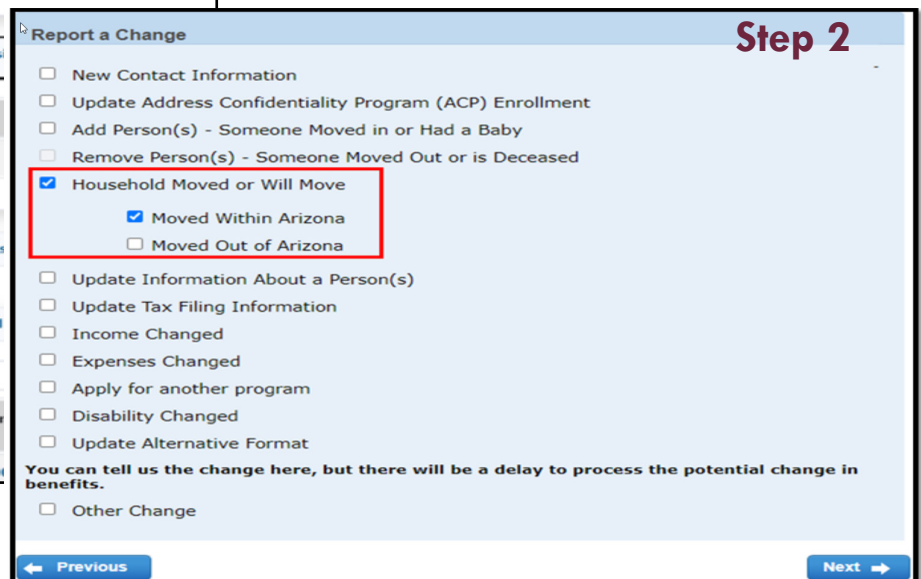 Report a Change
Step 2
New Contact Information
Update Address Confidentiality Program (ACP) Enrollment
Add Person(s) - Someone Moved in or Had a Baby
Remove Person(s) - Someone Moved Out or is Deceased
Household Moved or Will Move
Moved Within Arizona
Moved Out of Arizona
Update Information About a Person(s)
Update Tax Filing Information
Income Changed
Expenses Changed
Apply for another program
Disability Changed
Update Alternative Format
You can tell us the change here, but there will be a delay to process the potential change in
benefits.
Other Change
Previous
Next